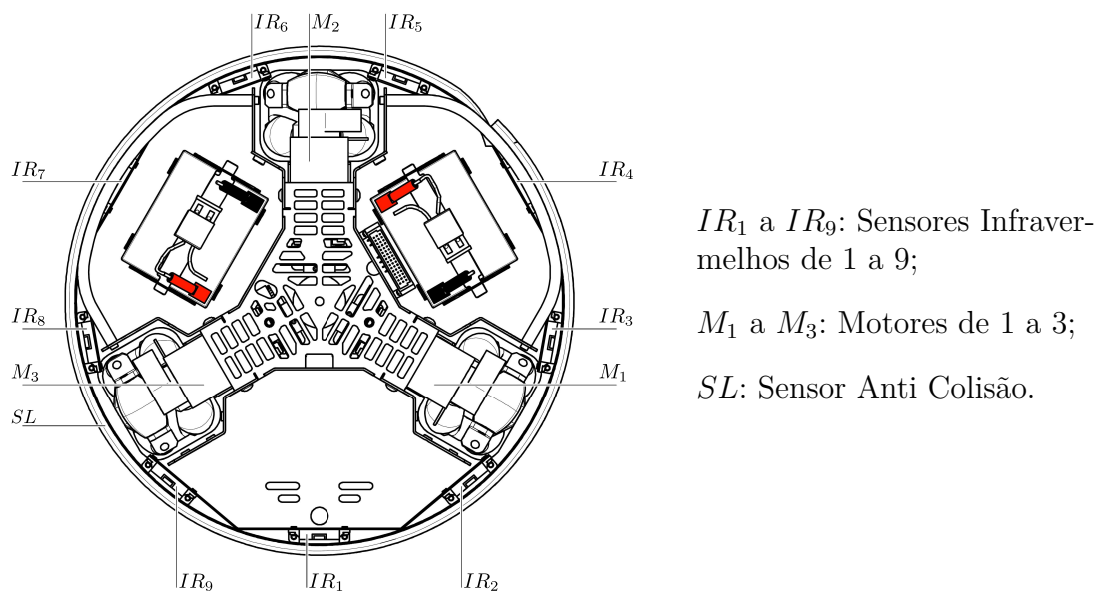 IR₆ M₂ IR₅
IR₇ IR₄
IR₈ IR₃
M₃ M₁
SL
IR₉ IR₁ IR₂
IR₁ a IR₉: Sensores Infraver-
melhos de 1 a 9;
M₁ a M₃: Motores de 1 a 3;
SL: Sensor Anti Colisão.